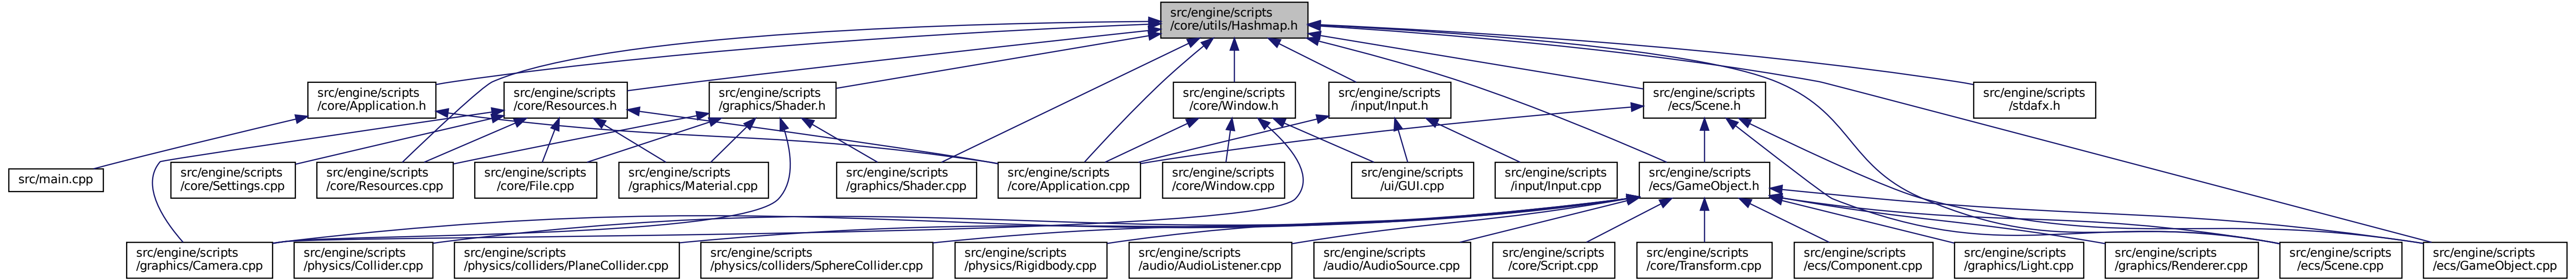 src/engine/scripts
/core/utils/Hashmap.h
src/engine/scripts
/core/Application.h
src/engine/scripts
/core/Resources.h
src/engine/scripts
/graphics/Shader.h
src/engine/scripts
/core/Window.h
src/engine/scripts
/input/Input.h
src/engine/scripts
/ecs/Scene.h
src/engine/scripts
/stdafx.h
src/main.cpp
src/engine/scripts
/core/Settings.cpp
src/engine/scripts
/core/Resources.cpp
src/engine/scripts
/core/File.cpp
src/engine/scripts
/graphics/Material.cpp
src/engine/scripts
/graphics/Shader.cpp
src/engine/scripts
/core/Application.cpp
src/engine/scripts
/core/Window.cpp
src/engine/scripts
/ui/GUI.cpp
src/engine/scripts
/input/Input.cpp
src/engine/scripts
/ecs/GameObject.h
src/engine/scripts
/graphics/Camera.cpp
src/engine/scripts
/physics/Collider.cpp
src/engine/scripts
/physics/colliders/PlaneCollider.cpp
src/engine/scripts
/physics/colliders/SphereCollider.cpp
src/engine/scripts
/physics/Rigidbody.cpp
src/engine/scripts
/audio/AudioListener.cpp
src/engine/scripts
/audio/AudioSource.cpp
src/engine/scripts
/core/Script.cpp
src/engine/scripts
/core/Transform.cpp
src/engine/scripts
/ecs/Component.cpp
src/engine/scripts
/graphics/Light.cpp
src/engine/scripts
/graphics/Renderer.cpp
src/engine/scripts
/ecs/Scene.cpp
src/engine/scripts
/ecs/GameObject.cpp